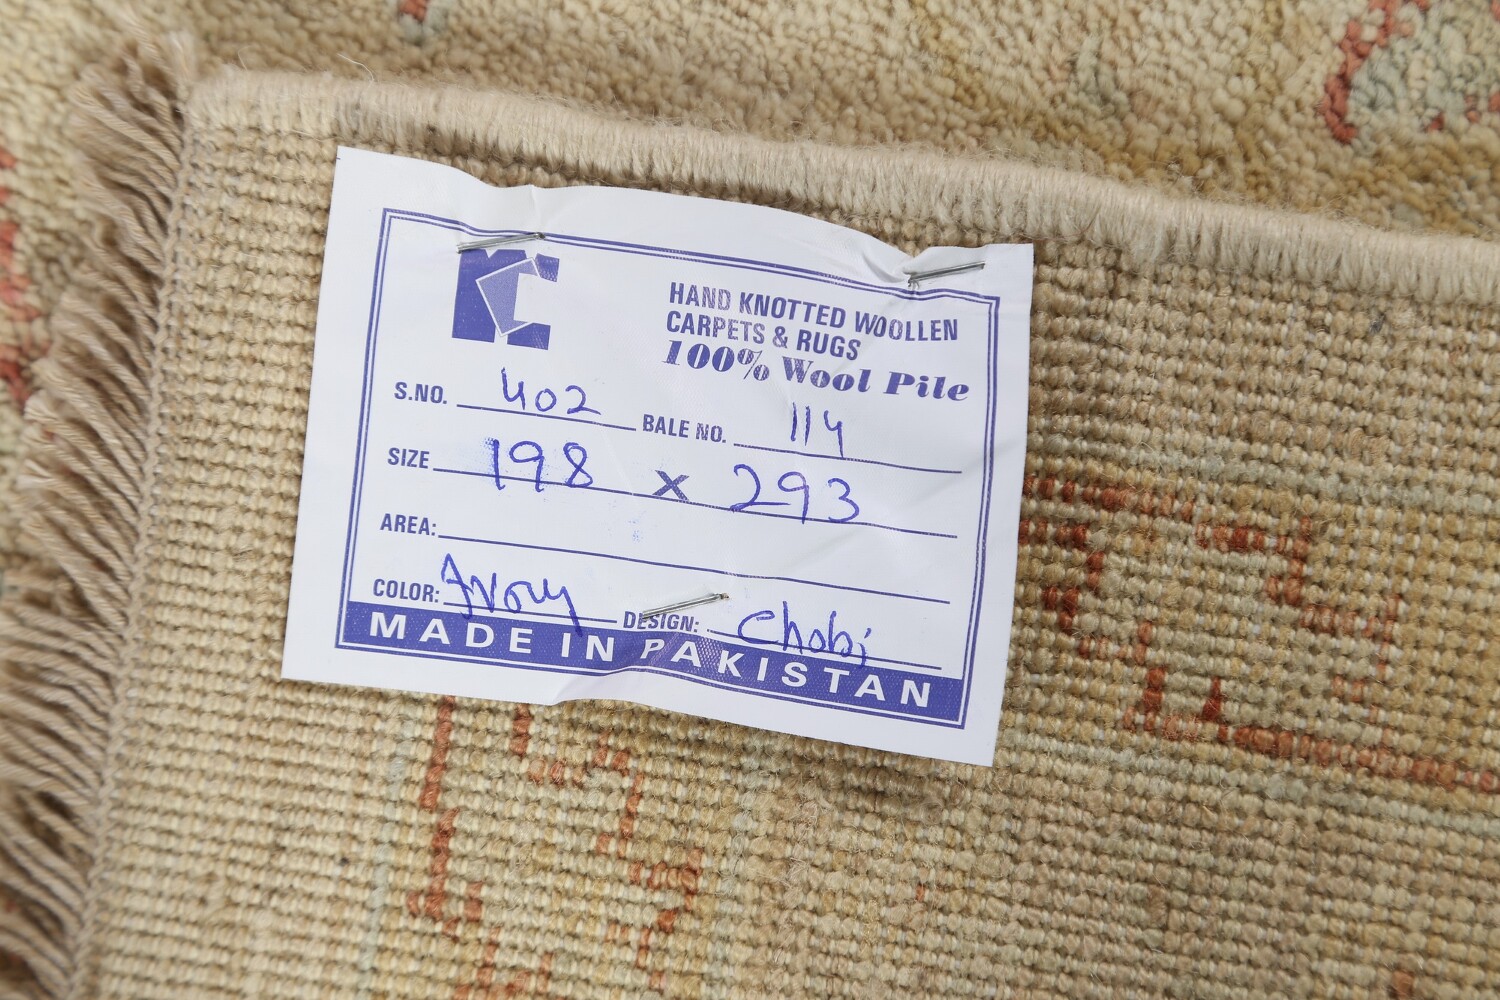 HAND KNOTTED WOOLLEN
CARPETS & RUGS
100% Wool Pile
S.NO. 402 BALE NO. 114
SIZE 198 X 293
AREA:
COLOR: Ivory DESIGN: Chobi
MADE IN PAKISTAN